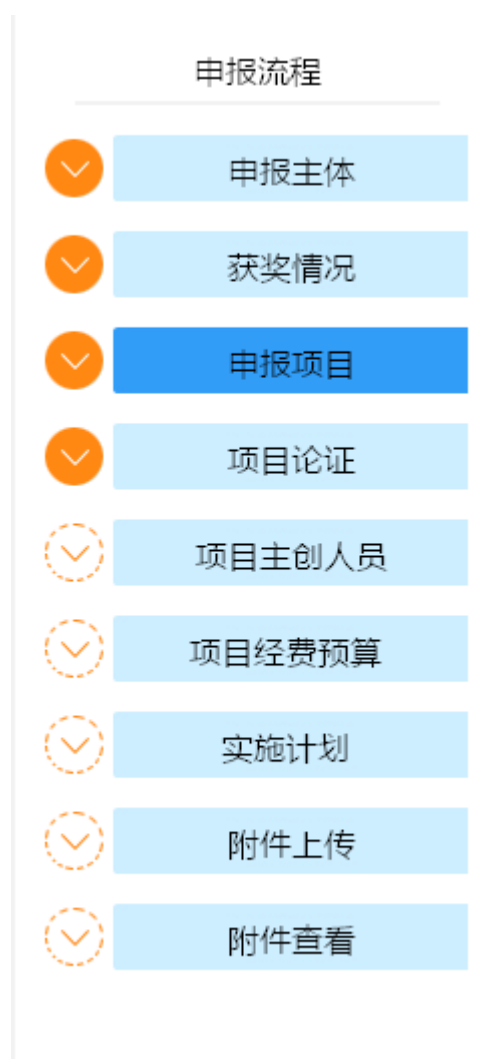 申报流程
申报主体
获奖情况
申报项目
项目论证
项目主创人员
项目经费预算
实施计划
附件上传
附件查看